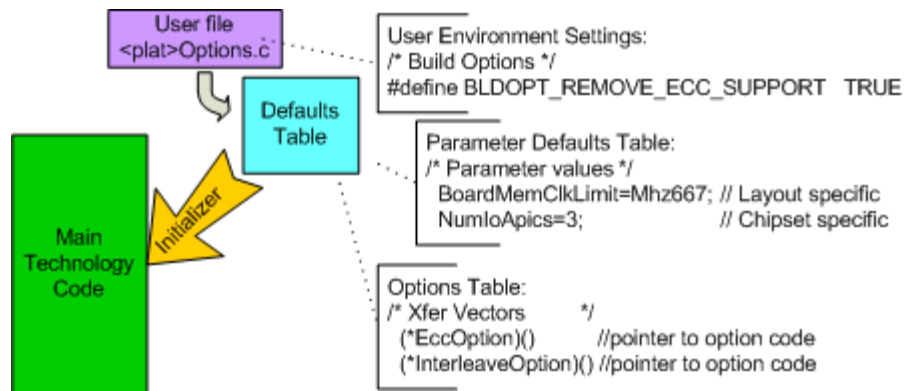 User file
<plat>Options.c
Defaults
Table
Initializer
Main
Technology
Code
User Environment Settings:
/* Build Options */
#define BLDOPT_REMOVE_ECC_SUPPORT   TRUE
Parameter Defaults Table:
/* Parameter values */
BoardMemClkLimit=Mhz667; // Layout specific
NumIoApics=3;                    // Chipset specific
Options Table:
/* Xfer Vectors        */
(*EccOption)()         //pointer to option code
(*InterleaveOption)() //pointer to option code